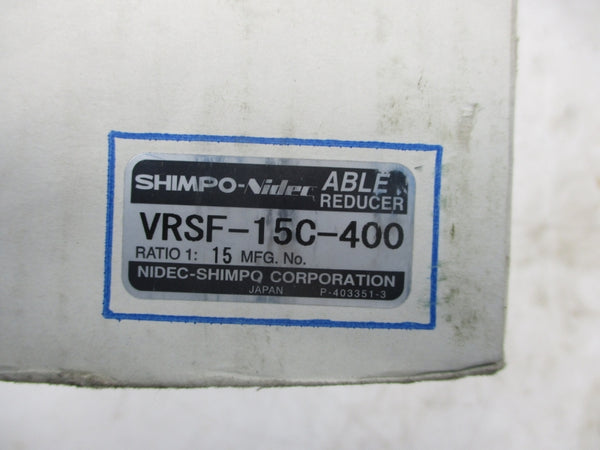 SHIMPO-Nidec ABLE REDUCER
VRSF-15C-400
RATIO 1: 15 MFG. No.
NIDEC-SHIMPO CORPORATION
JAPAN P-403351-3